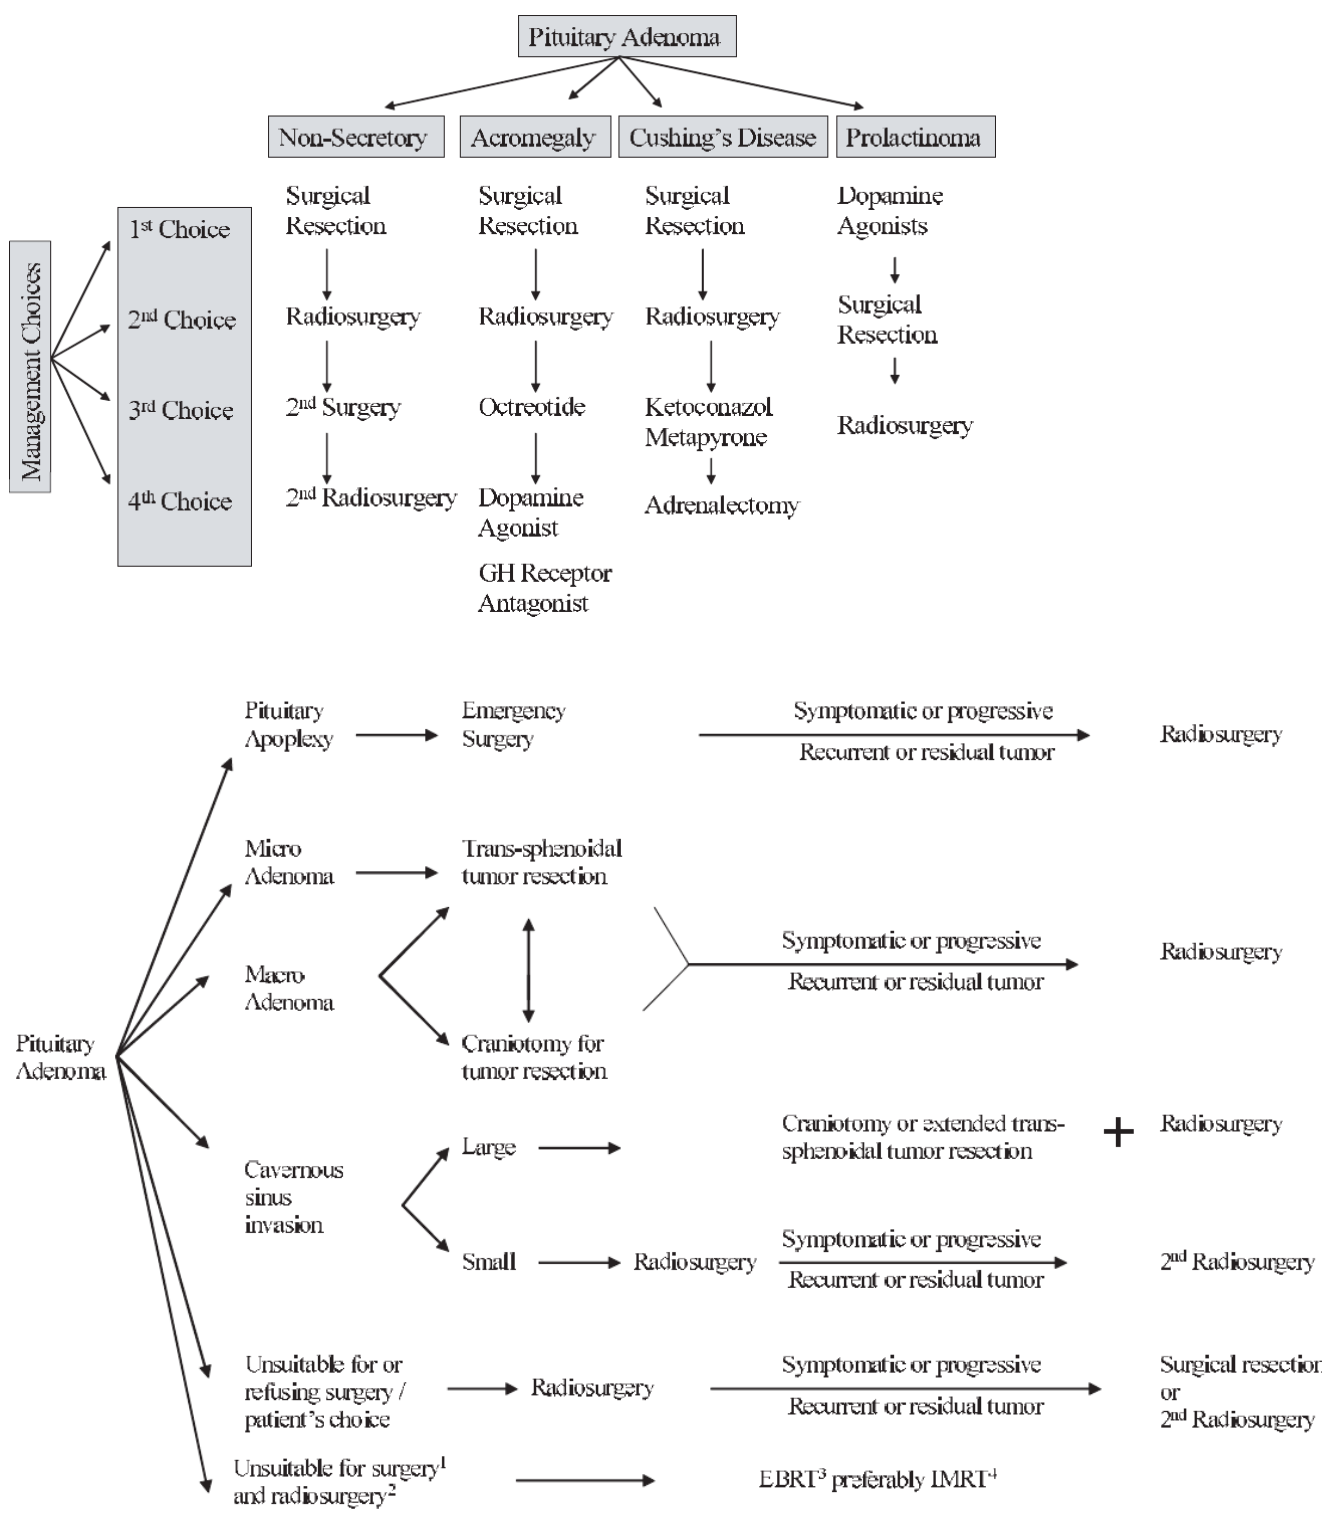 Pituitary Adenoma
Non-Secretory
Acromegaly
Cushing's Disease
Prolactinoma
Management Choices
1st Choice
2nd Choice
3rd Choice
4th Choice
Surgical
Resection
Radiosurgery
2nd Surgery
2nd Radiosurgery
Surgical
Resection
Radiosurgery
Octreotide
Dopamine
Agonist
GH Receptor
Antagonist
Surgical
Resection
Radiosurgery
Ketoconazol
Metapyrone
Adrenalectomy
Dopamine
Agonists
Surgical
Resection
Radiosurgery
Pituitary
Adenoma
Pituitary
Apoplexy
Emergency
Surgery
Symptomatic or progressive
Recurrent or residual tumor
Radiosurgery
Micro
Adenoma
Trans-sphenoidal
tumor resection
Macro
Adenoma
Craniotomy for
tumor resection
Symptomatic or progressive
Recurrent or residual tumor
Radiosurgery
Cavernous
sinus
invasion
Large
Craniotomy or extended trans-
sphenoidal tumor resection
+
Radiosurgery
Small
Radiosurgery
Symptomatic or progressive
Recurrent or residual tumor
2nd Radiosurgery
Unsuitable for or
refusing surgery /
patient's choice
Radiosurgery
Symptomatic or progressive
Recurrent or residual tumor
Surgical resection
or
2nd Radiosurgery
Unsuitable for surgery1
and radiosurgery2
EBRT3 preferably IMRT4